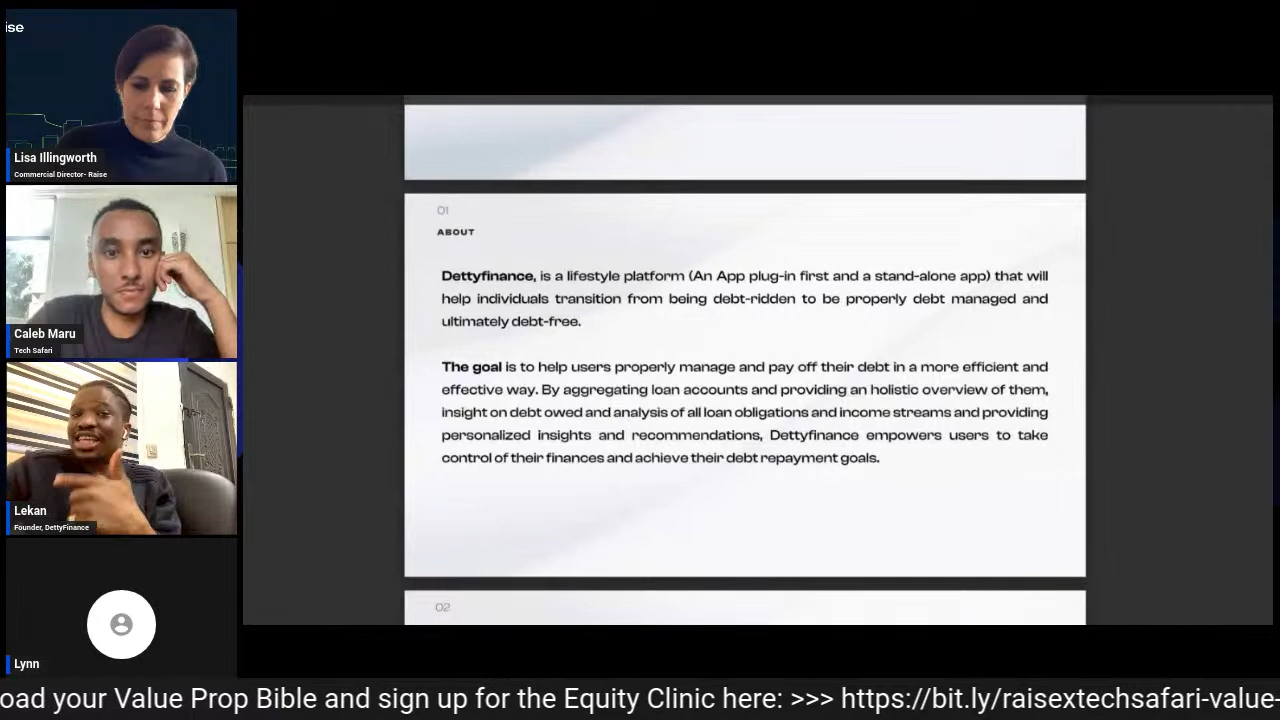 ise
Lisa Illingworth
Commercial Director- Raise
Caleb Maru
Tech Safari
Lekan
Founder, DettyFinance
Lynn
01
ABOUT
Dettyfinance, is a lifestyle platform (An App plug-in first and a stand-alone app) that will
help individuals transition from being debt-ridden to be properly debt managed and
ultimately debt-free.
The goal is to help users properly manage and pay off their debt in a more efficient and
effective way. By aggregating loan accounts and providing an holistic overview of them,
insight on debt owed and analysis of all loan obligations and income streams and providing
personalized insights and recommendations, Dettyfinance empowers users to take
control of their finances and achieve their debt repayment goals.
02
oad your Value Prop Bible and sign up for the Equity Clinic here: >>> https://bit.ly/raisextechsafari-value-